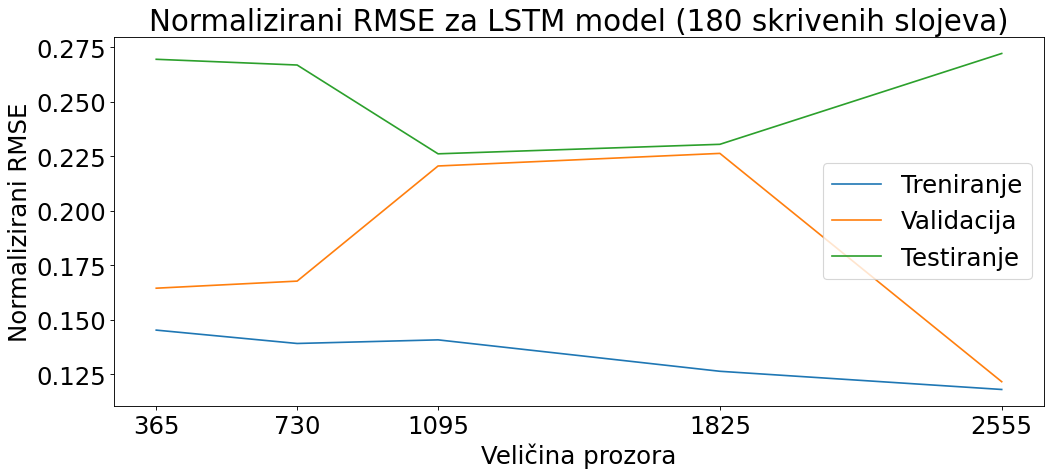 Normalizirani RMSE za LSTM model (180 skrivenih slojeva)
Normalizirani RMSE
0.275
0.250
0.225
0.200
0.175
0.150
0.125
Treniranje
Validacija
Testiranje
365 730 1095 1825 2555
Veličina prozora